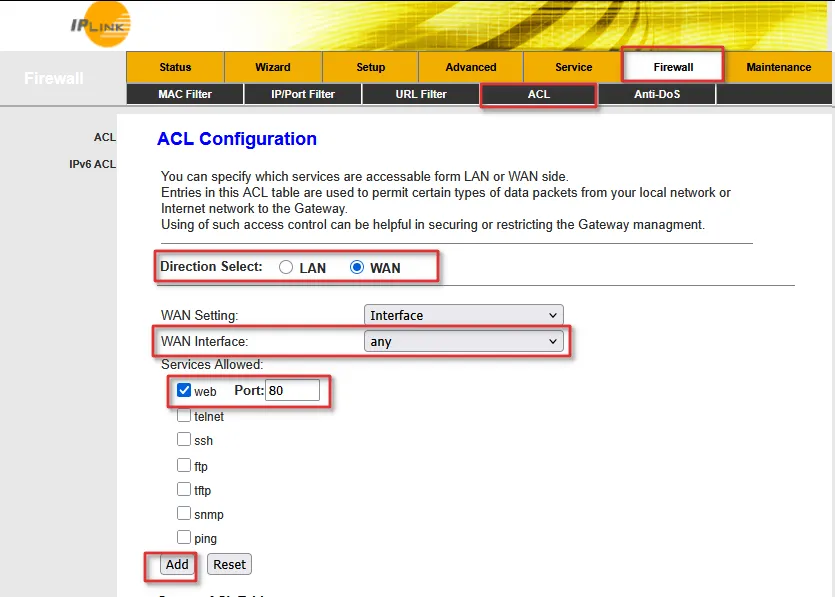 IPLINK
Firewall
Status Wizard Setup Advanced Service Firewall Maintenance
MAC Filter IP/Port Filter URL Filter ACL Anti-DoS
ACL
IPv6 ACL
ACL Configuration
You can specify which services are accessable form LAN or WAN side.
Entries in this ACL table are used to permit certain types of data packets from your local network or
Internet network to the Gateway.
Using of such access control can be helpful in securing or restricting the Gateway managment.
Direction Select: LAN WAN
WAN Setting: Interface
WAN Interface: any
Services Allowed:
web Port: 80
telnet
ssh
ftp
tftp
snmp
ping
Add Reset